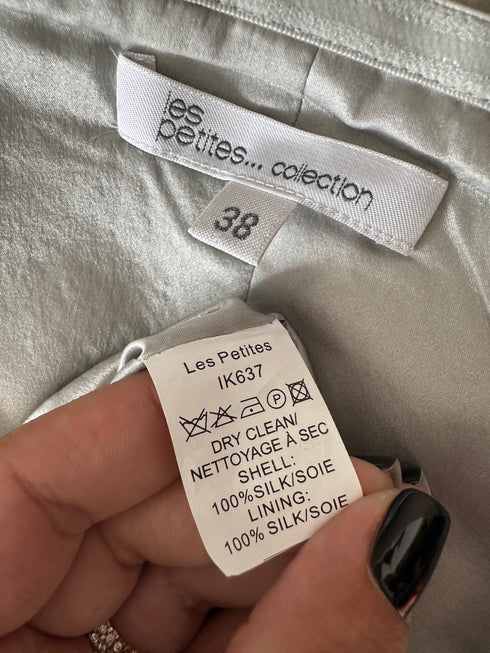 les
petites... collection
38
Les Petites
IK637
DRY CLEAN/
NETTOYAGE À SEC
SHELL:
100%SILK/SOIE
LINING:
100% SILK/SOIE